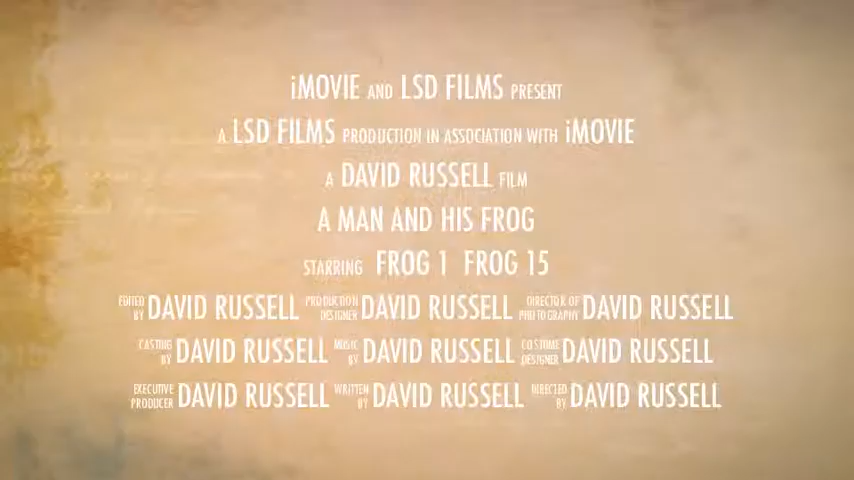 iMOVIE AND LSD FILMS PRESENT
A LSD FILMS PRODUCTION IN ASSOCIATION WITH iMOVIE
A DAVID RUSSELL FILM
A MAN AND HIS FROG
STARRING FROG 1 FROG 15
EDITED BY DAVID RUSSELL PRODUCTION DESIGNER DAVID RUSSELL DIRECTOR OF PHOTOGRAPHY DAVID RUSSELL
CASTING BY DAVID RUSSELL MUSIC BY DAVID RUSSELL COSTUME DESIGNER DAVID RUSSELL
EXECUTIVE PRODUCER DAVID RUSSELL WRITTEN BY DAVID RUSSELL DIRECTED BY DAVID RUSSELL